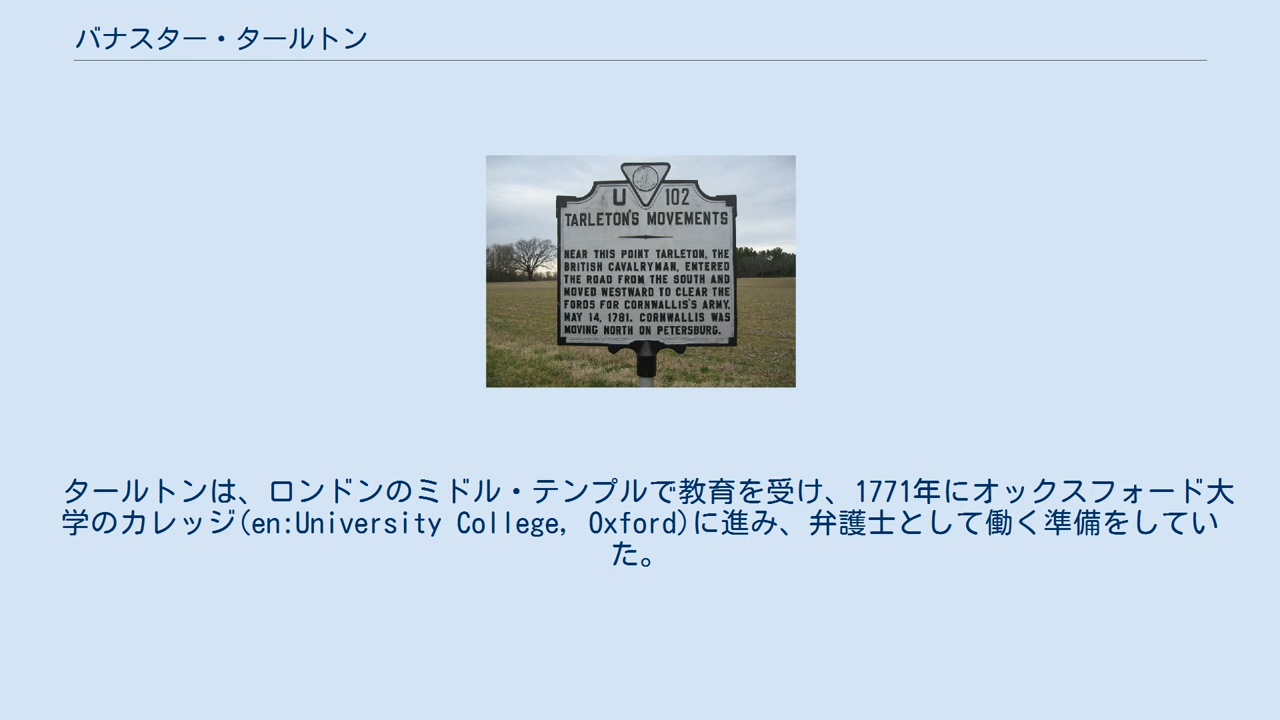 バナスター・タールトン
U 102
TARLETON'S MOVEMENTS
NEAR THIS POINT TARLETON, THE
BRITISH CAVALRYMAN, ENTERED
THE ROAD FROM THE SOUTH AND
MOVED WESTWARD TO CLEAR THE
FORDS FOR CORNWALLIS'S ARMY,
MAY 14, 1781. CORNWALLIS WAS
MOVING NORTH ON PETERSBURG.
タールトンは、ロンドンのミドル・テンプルで教育を受け、1771年にオックスフォード大
学のカレッジ(en:University College, Oxford)に進み、弁護士として働く準備をしてい
た。